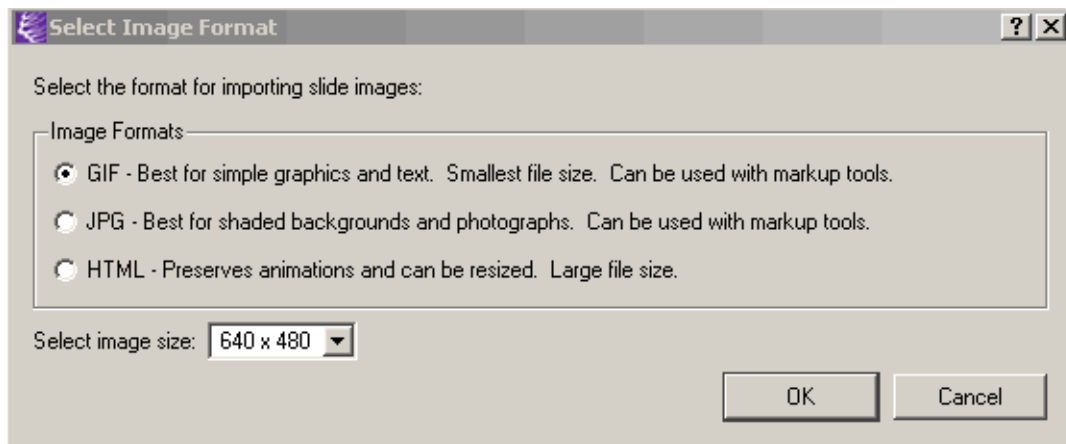 Select Image Format
Select the format for importing slide images:
Image Formats
GIF - Best for simple graphics and text.  Smallest file size.  Can be used with markup tools.
JPG - Best for shaded backgrounds and photographs.  Can be used with markup tools.
HTML - Preserves animations and can be resized.  Large file size.
Select image size: 640 x 480
OK Cancel